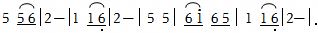 5 5 6 | 2 – | 1 1 6̣ | 2 – | 5 5 | 6 1̇ 6 5 | 1 1 6̣ | 2 – | .